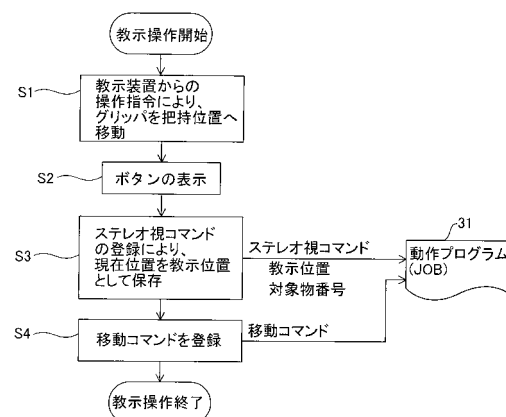 教示操作開始
S1
教示装置からの
操作指令により、
グリッパを把持位置へ
移動
S2
ボタンの表示
S3
ステレオ視コマンド
の登録により、
現在位置を教示位置
として保存
ステレオ視コマンド
教示位置
対象物番号
31
動作プログラム
(JOB)
S4
移動コマンドを登録
移動コマンド
教示操作終了